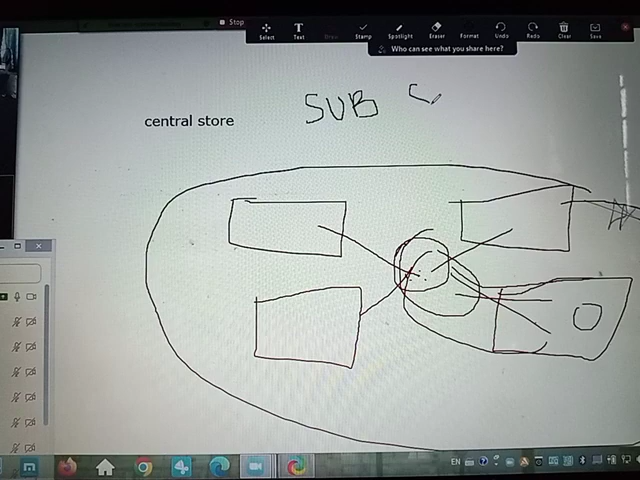 Stop
Select Text Draw Stamp Spotlight Eraser Format Undo Redo Clear Save
Who can see what you share here?
SUB S
central store
EN